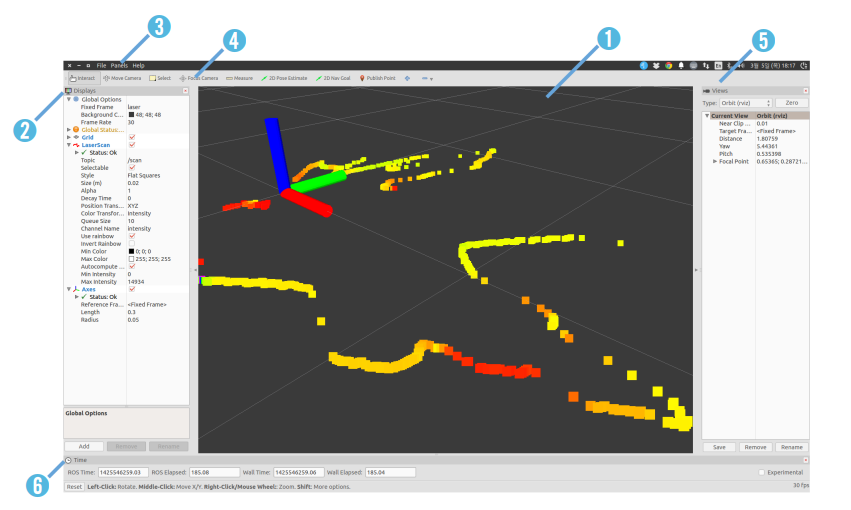 3
4
1
5
2
6
File Panels Help
En
3월 5일 (목) 18:17
Interact Move Camera Select Focus Camera Measure 2D Pose Estimate 2D Nav Goal Publish Point
Displays
Global Options
Fixed Frame laser
Background C... 48; 48; 48
Frame Rate 30
Global Status:...
Grid
LaserScan
Status: Ok
Topic /scan
Selectable
Style Flat Squares
Size (m) 0.02
Alpha 1
Decay Time 0
Position Trans... XYZ
Color Transfor... Intensity
Queue Size 10
Channel Name intensity
Use rainbow
Invert Rainbow
Min Color 0; 0; 0
Max Color 255; 255; 255
Autocompute ...
Min Intensity 0
Max Intensity 14934
Axes
Status: Ok
Reference Fra... <Fixed Frame>
Length 0.3
Radius 0.05
Global Options
Add Remove Rename
Views
Type: Orbit (rviz) Zero
Current View Orbit (rviz)
Near Clip ... 0.01
Target Fra... <Fixed Frame>
Distance 1.80759
Yaw 5.44361
Pitch 0.535398
Focal Point 0.65365; 0.28721...
Save Remove Rename
Time
ROS Time: 1425546259.03 ROS Elapsed: 185.08 Wall Time: 1425546259.06 Wall Elapsed: 185.04 Experimental
Reset Left-Click: Rotate. Middle-Click: Move X/Y. Right-Click/Mouse Wheel: Zoom. Shift: More options. 30 fps